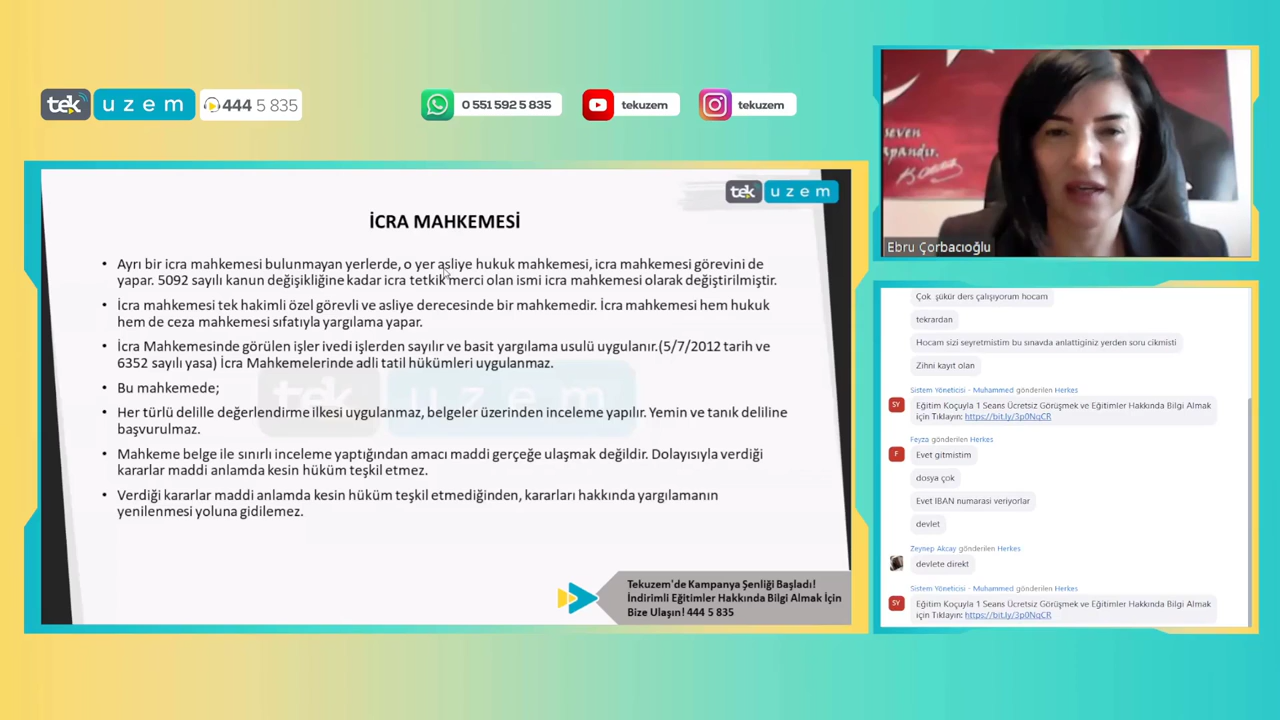 tek uzem 444 5 835
0 551 592 5 835
tekuzem
tekuzem
tek uzem
İCRA MAHKEMESİ
• Ayrı bir icra mahkemesi bulunmayan yerlerde, o yer asliye hukuk mahkemesi, icra mahkemesi görevini de
yapar. 5092 sayılı kanun değişikliğine kadar icra tetkik merci olan ismi icra mahkemesi olarak değiştirilmiştir.
• İcra mahkemesi tek hakimli özel görevli ve asliye derecesinde bir mahkemedir. İcra mahkemesi hem hukuk
hem de ceza mahkemesi sıfatıyla yargılama yapar.
• İcra Mahkemesinde görülen işler ivedi işlerden sayılır ve basit yargılama usulü uygulanır.(5/7/2012 tarih ve
6352 sayılı yasa) İcra Mahkemelerinde adli tatil hükümleri uygulanmaz.
• Bu mahkemede;
• Her türlü delille değerlendirme ilkesi uygulanmaz, belgeler üzerinden inceleme yapılır. Yemin ve tanık deliline
başvurulmaz.
• Mahkeme belge ile sınırlı inceleme yaptığından amacı maddi gerçeğe ulaşmak değildir. Dolayısıyla verdiği
kararlar maddi anlamda kesin hüküm teşkil etmez.
• Verdiği kararlar maddi anlamda kesin hüküm teşkil etmediğinden, kararları hakkında yargılamanın
yenilenmesi yoluna gidilemez.
tek uzem
Tekuzem'de Kampanya Şenliği Başladı!
İndirimli Eğitimler Hakkında Bilgi Almak İçin
Bize Ulaşın! 444 5 835
seven
Ebru Çorbacıoğlu
Çok şükür ders çalışıyorum hocam
tekrardan
Hocam sizi seyretmistim bu sınavda anlattiginiz yerden soru cikmisti
Zihni kayıt olan
Sistem Yöneticisi - Muhammed gönderilen Herkes
SY
Eğitim Koçuyla 1 Seans Ücretsiz Görüşmek ve Eğitimler Hakkında Bilgi Almak
için Tıklayın: https://bit.ly/3p0NqCR
Feyza gönderilen Herkes
F
Evet gitmistim
dosya çok
Evet IBAN numarasi veriyorlar
devlet
Zeynep Akcay gönderilen Herkes
devlete direkt
Sistem Yöneticisi - Muhammed gönderilen Herkes
SY
Eğitim Koçuyla 1 Seans Ücretsiz Görüşmek ve Eğitimler Hakkında Bilgi Almak
için Tıklayın: https://bit.ly/3p0NqCR